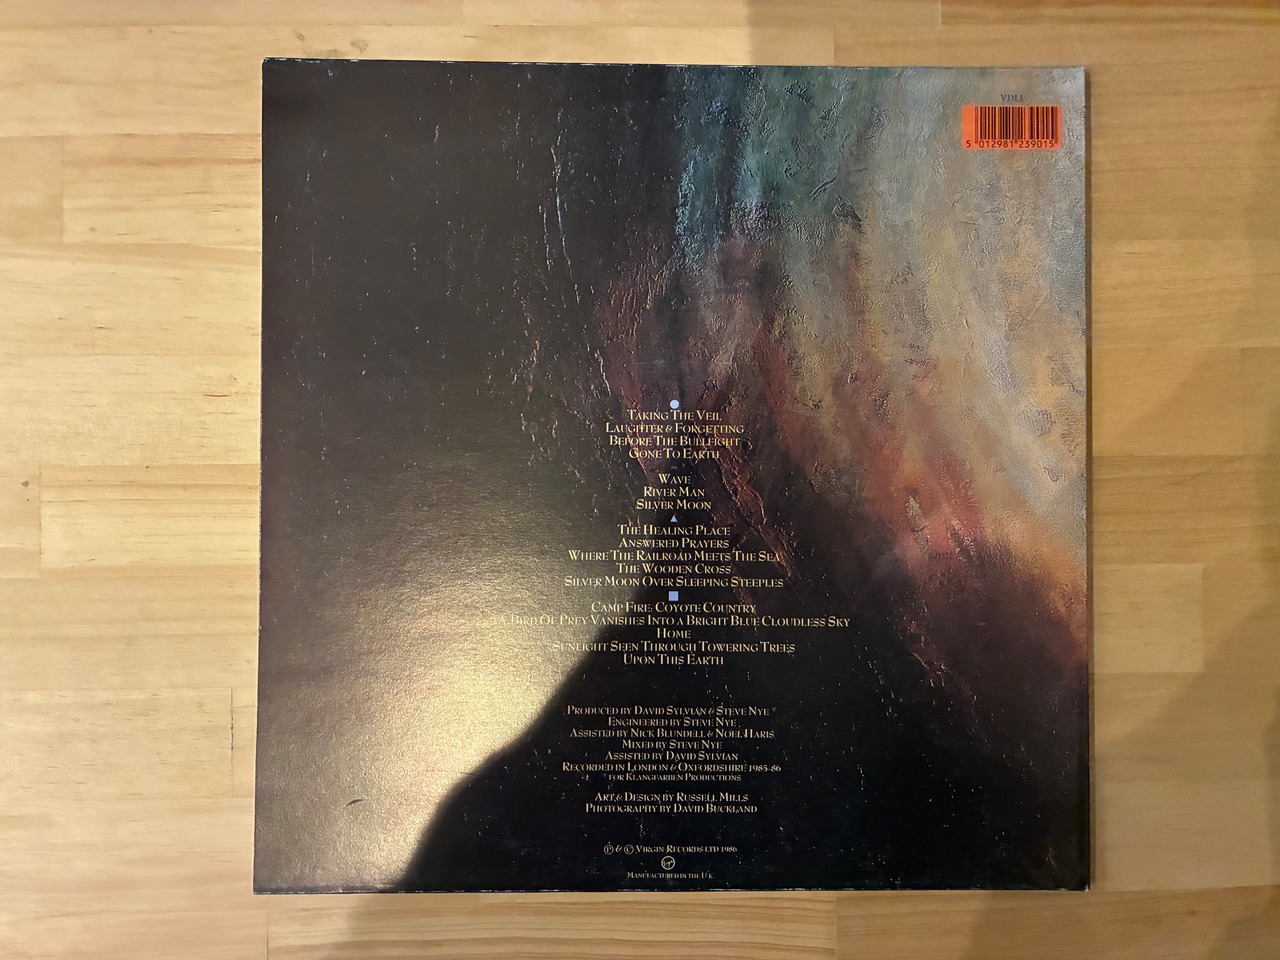 VDL1
5 012981 239015
TAKING THE VEIL
LAUGHTER & FORGETTING
BEFORE THE BULLFIGHT
GONE TO EARTH
WAVE
RIVER MAN
SILVER MOON
THE HEALING PLACE
ANSWERED PRAYERS
WHERE THE RAILROAD MEETS THE SEA
THE WOODEN CROSS
SILVER MOON OVER SLEEPING STEEPLES
CAMP FIRE: COYOTE COUNTRY
A BIRD OF PREY VANISHES INTO A BRIGHT BLUE CLOUDLESS SKY
HOME
SUNLIGHT SEEN THROUGH TOWERING TREES
UPON THIS EARTH
PRODUCED BY DAVID SYLVIAN & STEVE NYE
ENGINEERED BY STEVE NYE
ASSISTED BY NICK BLUNDELL & NOEL HARIS
MIXED BY STEVE NYE
ASSISTED BY DAVID SYLVIAN
RECORDED IN LONDON & OXFORDSHIRE 1985-86
FOR KLANGFARBEN PRODUCTIONS
ART & DESIGN BY RUSSELL MILLS
PHOTOGRAPHY BY DAVID BUCKLAND
Ⓟ & © VIRGIN RECORDS LTD 1986
Virgin
MANUFACTURED IN THE U.K.